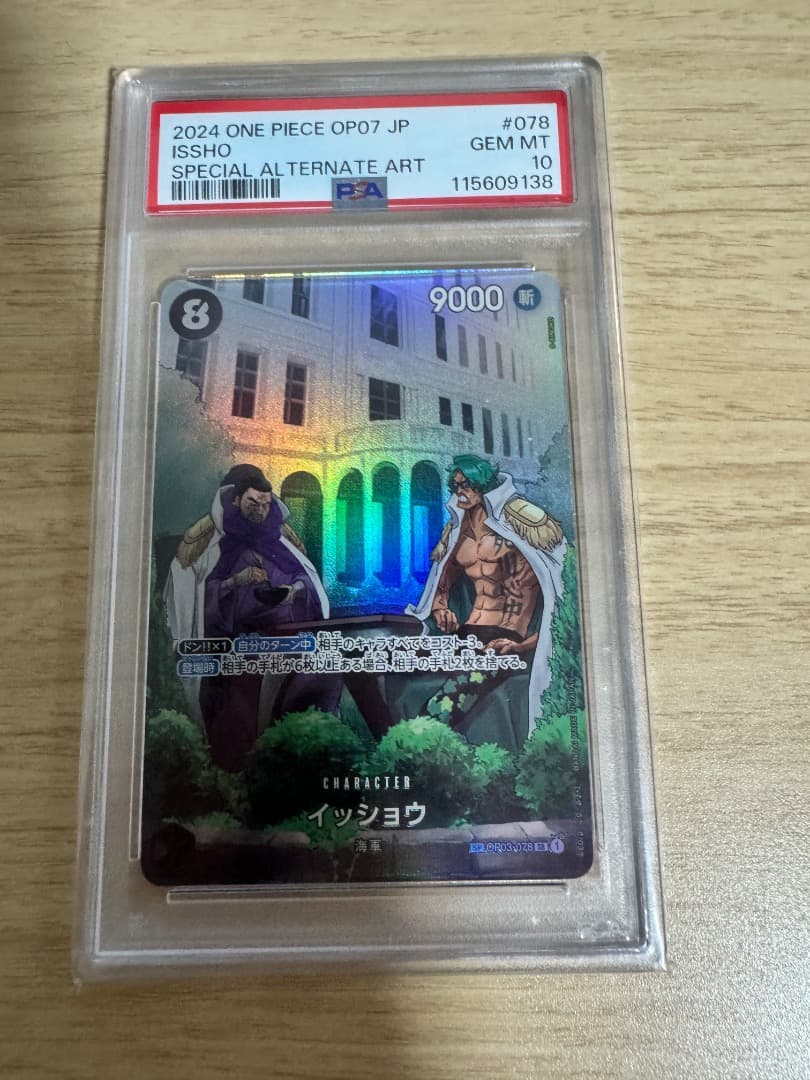 2024 ONE PIECE OP07 JP #078
ISSHO GEM MT
SPECIAL ALTERNATE ART 10
PSA 115609138
8 9000 斬
ドン!!×1 自分のターン中 相手のキャラすべてをコスト-3。
登場時 相手の手札が6枚以上ある場合、相手の手札2枚を捨てる。
CHARACTER
イッショウ
海軍
SR OP03-078 1